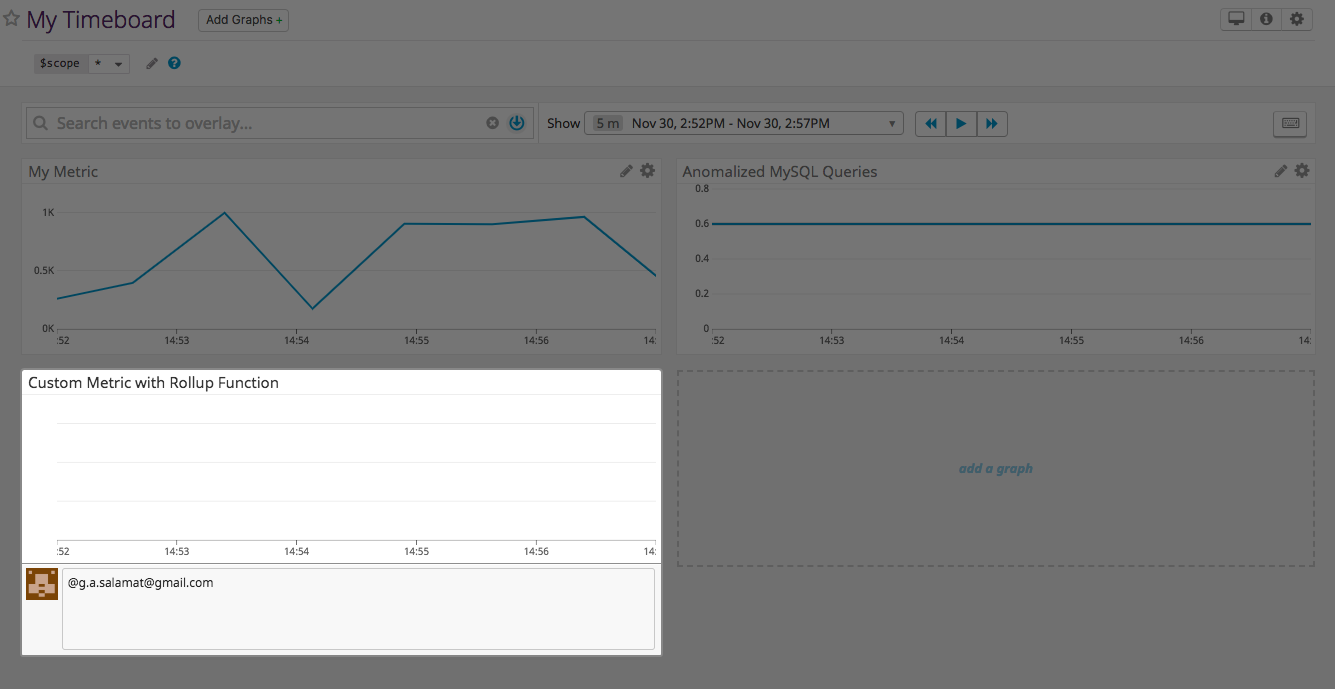 My Timeboard Add Graphs +
$scope *
Search events to overlay... Show 5 m Nov 30, 2:52PM - Nov 30, 2:57PM
My Metric
1K
0.5K
0K
:52 14:53 14:54 14:55 14:56 14:
Anomalized MySQL Queries
0.8
0.6
0.4
0.2
0
:52 14:53 14:54 14:55 14:56 14:
Custom Metric with Rollup Function
:52 14:53 14:54 14:55 14:56 14:
@g.a.salamat@gmail.com
add a graph